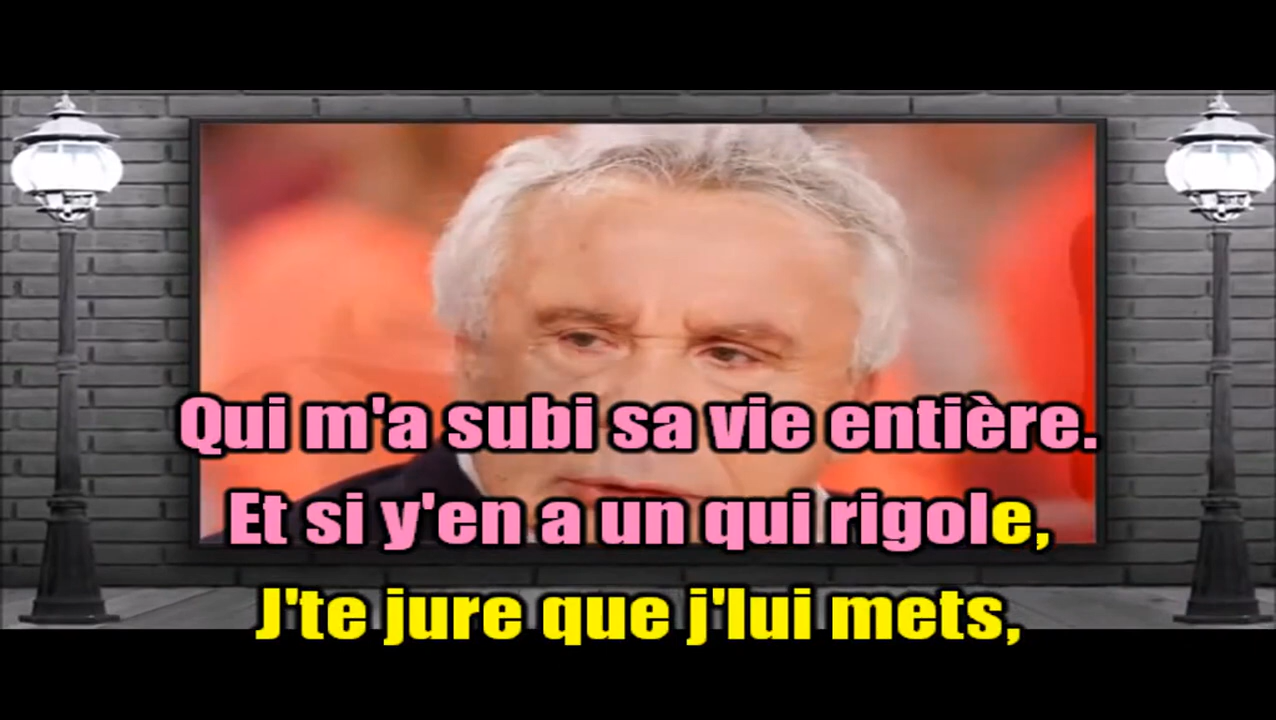 Qui m'a subi sa vie entière.
Et si y'en a un qui rigole,
J'te jure que j'lui mets,